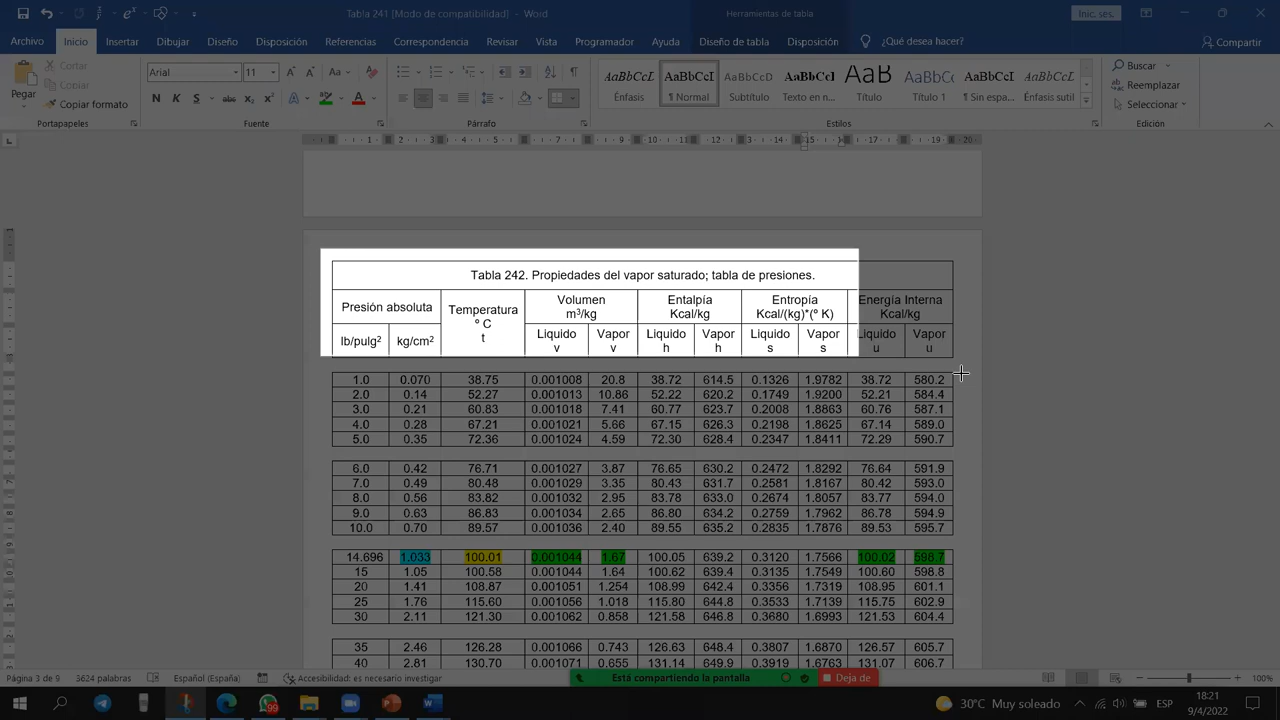 Tabla 241 [Modo de compatibilidad] - Word
Herramientas de tabla
Inic. ses.
Archivo Inicio Insertar Dibujar Diseño Disposición Referencias Correspondencia Revisar Vista Programador Ayuda Diseño de tabla Disposición ¿Qué desea hacer? Compartir
Pegar
Cortar
Copiar
Copiar formato
Portapapeles
Arial 11
N K S abc x2 x2
Fuente
Párrafo
AaBbCcI AaBbCcI AaBbCcD AaBbCcI AaB AaBbCcI AaBbCcI AaBbCcI
Énfasis ¶ Normal Subtítulo Texto en n... Título Título 1 ¶ Sin espa... Énfasis sutil
Estilos
Buscar
Reemplazar
Seleccionar
Edición
Tabla 242. Propiedades del vapor saturado; tabla de presiones.
Presión absoluta Temperatura º C t Volumen m³/kg Entalpía Kcal/kg Entropía Kcal/(kg)*(º K) Energía Interna Kcal/kg
lb/pulg² kg/cm² Liquido v Vapor v Liquido h Vapor h Liquido s Vapor s Liquido u Vapor u
1.0 0.070 38.75 0.001008 20.8 38.72 614.5 0.1326 1.9782 38.72 580.2
2.0 0.14 52.27 0.001013 10.86 52.22 620.2 0.1749 1.9200 52.21 584.4
3.0 0.21 60.83 0.001018 7.41 60.77 623.7 0.2008 1.8863 60.76 587.1
4.0 0.28 67.21 0.001021 5.66 67.15 626.3 0.2198 1.8625 67.14 589.0
5.0 0.35 72.36 0.001024 4.59 72.30 628.4 0.2347 1.8411 72.29 590.7
6.0 0.42 76.71 0.001027 3.87 76.65 630.2 0.2472 1.8292 76.64 591.9
7.0 0.49 80.48 0.001029 3.35 80.43 631.7 0.2581 1.8167 80.42 593.0
8.0 0.56 83.82 0.001032 2.95 83.78 633.0 0.2674 1.8057 83.77 594.0
9.0 0.63 86.83 0.001034 2.65 86.80 634.2 0.2759 1.7962 86.78 594.9
10.0 0.70 89.57 0.001036 2.40 89.55 635.2 0.2835 1.7876 89.53 595.7
14.696 1.033 100.01 0.001044 1.67 100.05 639.2 0.3120 1.7566 100.02 598.7
15 1.05 100.58 0.001044 1.64 100.62 639.4 0.3135 1.7549 100.60 598.8
20 1.41 108.87 0.001051 1.254 108.99 642.4 0.3356 1.7319 108.95 601.1
25 1.76 115.60 0.001056 1.018 115.80 644.8 0.3533 1.7139 115.75 602.9
30 2.11 121.30 0.001062 0.858 121.58 646.8 0.3680 1.6993 121.53 604.4
35 2.46 126.28 0.001066 0.743 126.63 648.4 0.3807 1.6870 126.57 605.7
40 2.81 130.70 0.001071 0.655 131.14 649.9 0.3919 1.6763 131.07 606.7
Página 3 de 9 3624 palabras Español (España) Accesibilidad: es necesario investigar
Está compartiendo la pantalla Deja de
100%
99
30°C Muy soleado ESP
18:21
9/4/2022